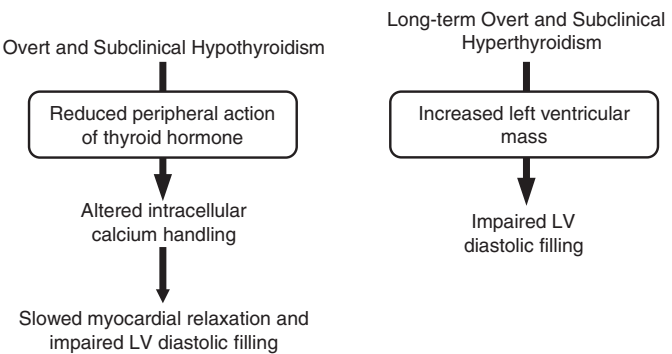 Overt and Subclinical Hypothyroidism
Reduced peripheral action
of thyroid hormone
Altered intracellular
calcium handling
Slowed myocardial relaxation and
impaired LV diastolic filling
Long-term Overt and Subclinical
Hyperthyroidism
Increased left ventricular
mass
Impaired LV
diastolic filling